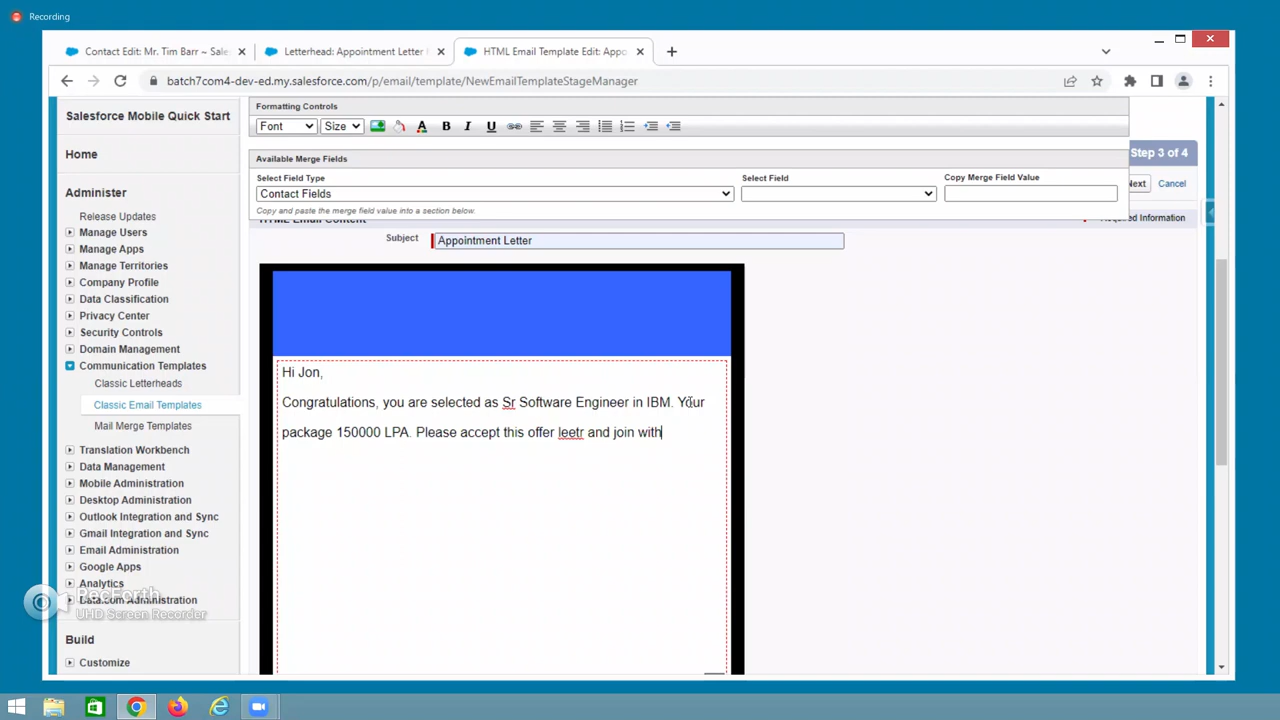 Recording
Contact Edit: Mr. Tim Barr ~ Sale
Letterhead: Appointment Letter
HTML Email Template Edit: Appo
batch7com4-dev-ed.my.salesforce.com/p/email/template/NewEmailTemplateStageManager
Salesforce Mobile Quick Start
Home
Administer
Release Updates
Manage Users
Manage Apps
Manage Territories
Company Profile
Data Classification
Privacy Center
Security Controls
Domain Management
Communication Templates
Classic Letterheads
Classic Email Templates
Mail Merge Templates
Translation Workbench
Data Management
Mobile Administration
Desktop Administration
Outlook Integration and Sync
Gmail Integration and Sync
Email Administration
Google Apps
Analytics
Data.com Administration
Build
Customize
Formatting Controls
Font
Size
A B I U
Available Merge Fields
Select Field Type
Select Field
Copy Merge Field Value
Contact Fields
Copy and paste the merge field value into a section below.
Step 3 of 4
Next
Cancel
HTML Email Content
Required Information
Subject
Appointment Letter
Hi Jon,
Congratulations, you are selected as Sr Software Engineer in IBM. Your
package 150000 LPA. Please accept this offer leetr and join with
RecForth
UHD Screen Recorder